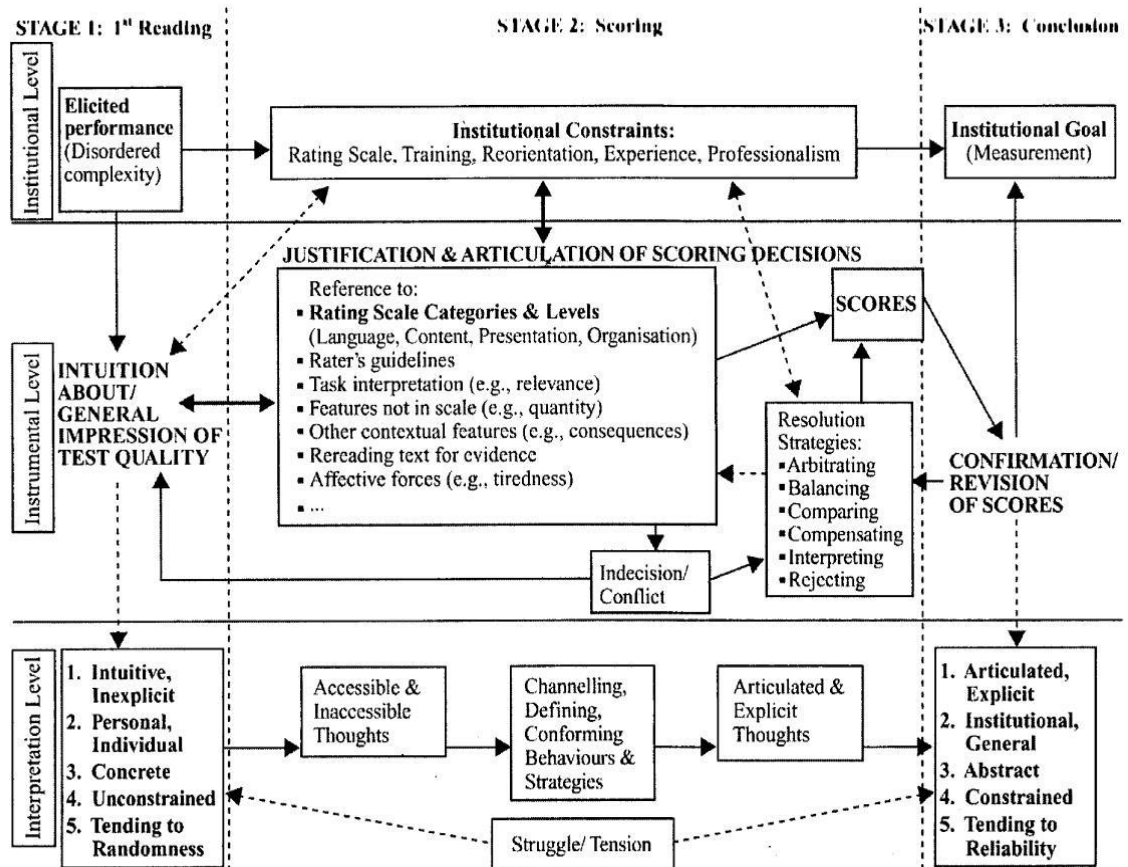 STAGE 1: 1st Reading
STAGE 2: Scoring
STAGE 3: Conclusion
Institutional Level
Elicited
performance
(Disordered
complexity)
Institutional Constraints:
Rating Scale, Training, Reorientation, Experience, Professionalism
Institutional Goal
(Measurement)
Instrumental Level
INTUITION
ABOUT/
GENERAL
IMPRESSION OF
TEST QUALITY
JUSTIFICATION & ARTICULATION OF SCORING DECISIONS
Reference to:
▪ Rating Scale Categories & Levels
(Language, Content, Presentation, Organisation)
▪ Rater's guidelines
▪ Task interpretation (e.g., relevance)
▪ Features not in scale (e.g., quantity)
▪ Other contextual features (e.g., consequences)
▪ Rereading text for evidence
▪ Affective forces (e.g., tiredness)
▪ ...
Indecision/
Conflict
SCORES
Resolution
Strategies:
▪ Arbitrating
▪ Balancing
▪ Comparing
▪ Compensating
▪ Interpreting
▪ Rejecting
CONFIRMATION/
REVISION
OF SCORES
Interpretation Level
1. Intuitive,
Inexplicit
2. Personal,
Individual
3. Concrete
4. Unconstrained
5. Tending to
Randomness
Accessible &
Inaccessible
Thoughts
Channelling,
Defining,
Conforming
Behaviours &
Strategies
Articulated &
Explicit
Thoughts
Struggle/ Tension
1. Articulated,
Explicit
2. Institutional,
General
3. Abstract
4. Constrained
5. Tending to
Reliability